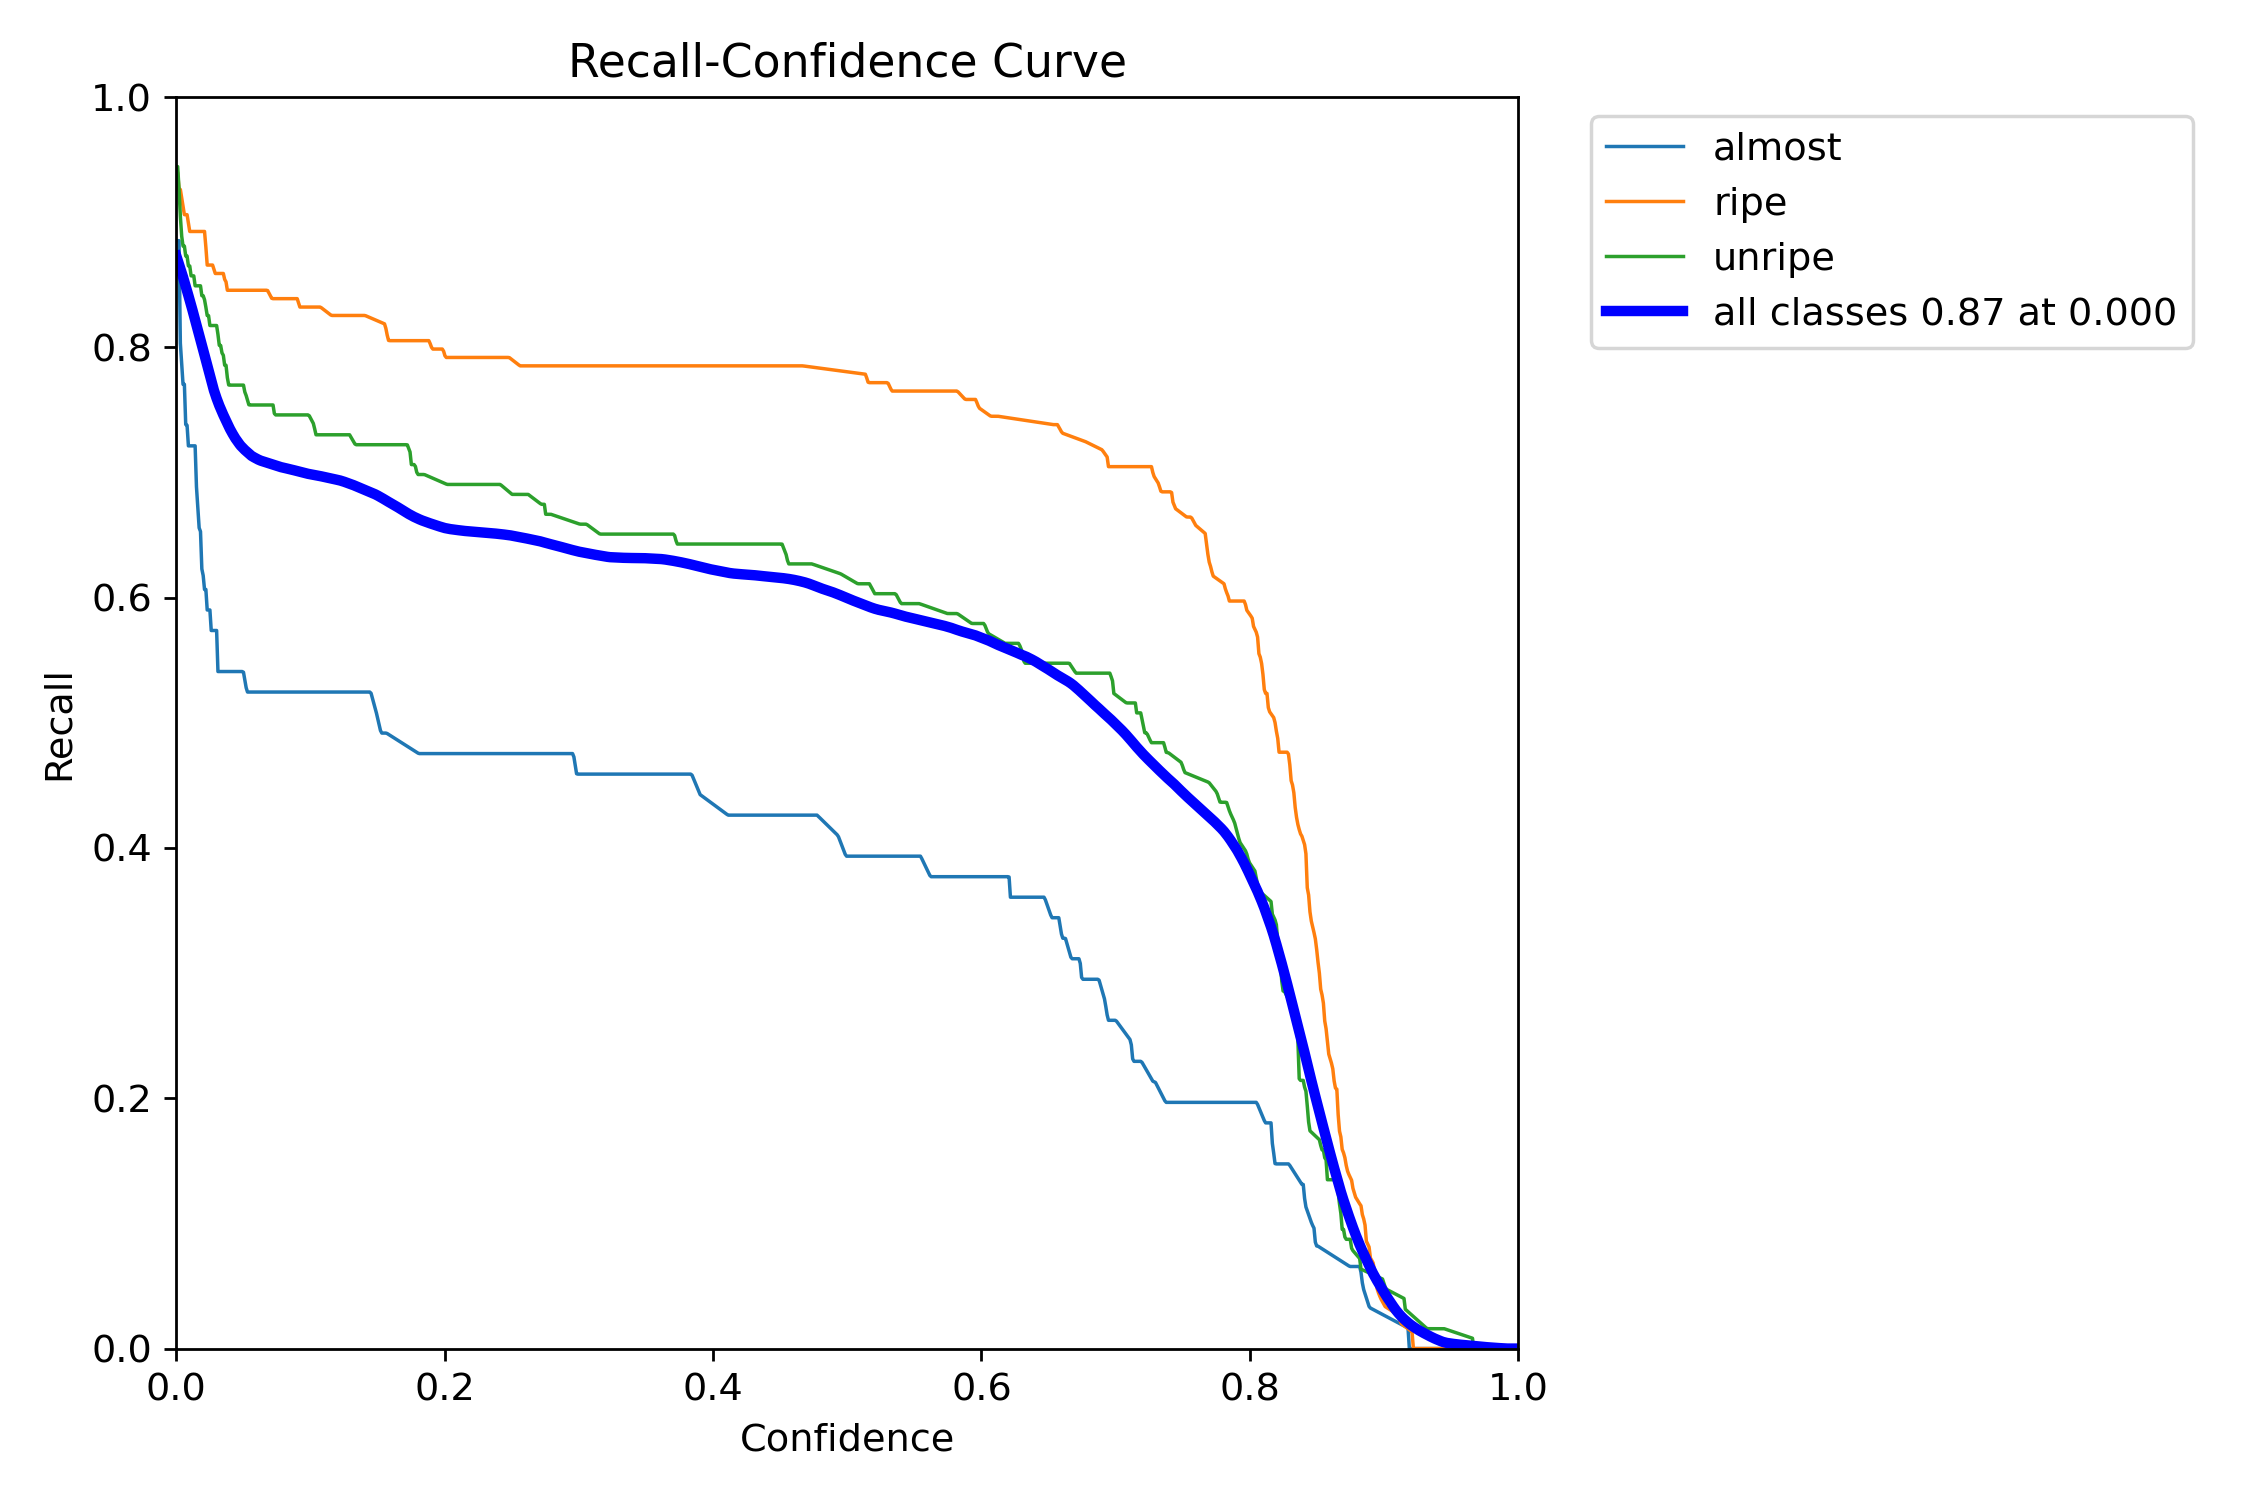 Recall-Confidence Curve
1.0
0.8
0.6
0.4
0.2
0.0
Recall
0.0 0.2 0.4 0.6 0.8 1.0
Confidence
almost
ripe
unripe
all classes 0.87 at 0.000